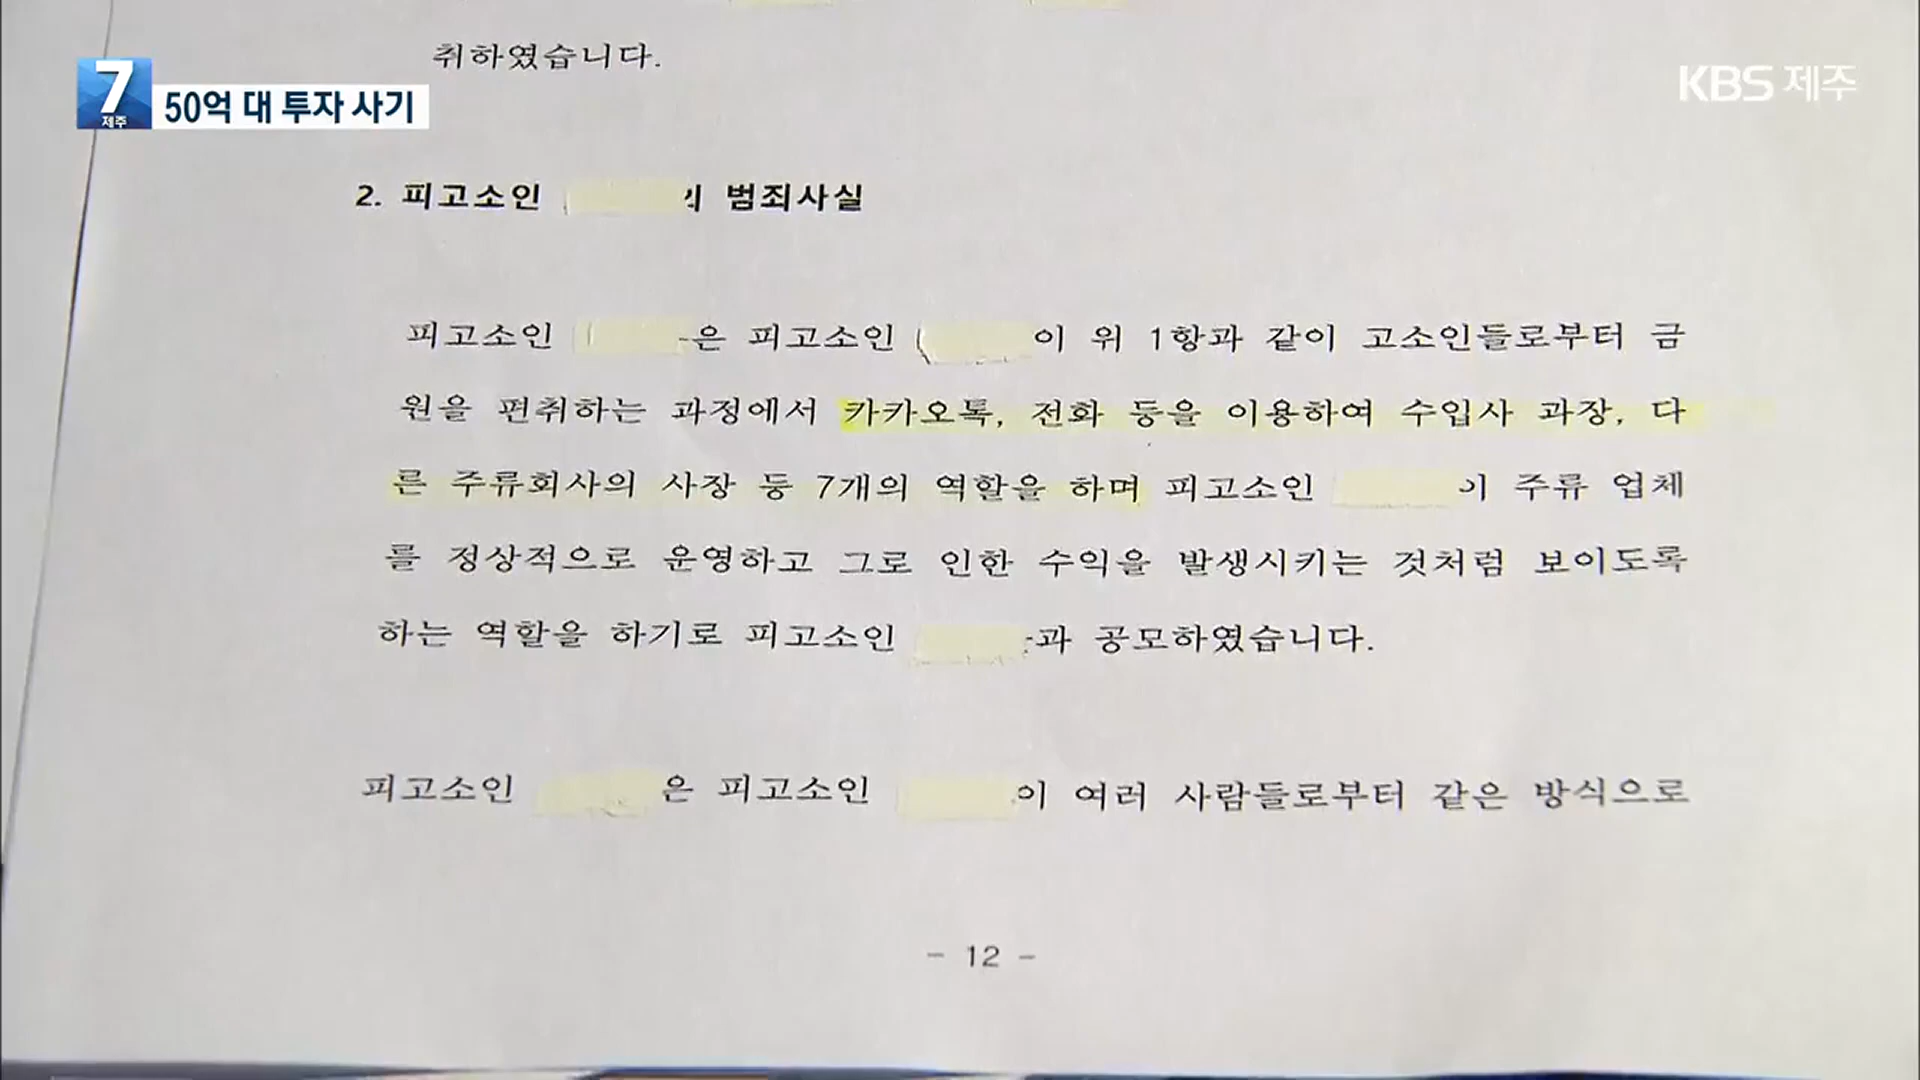 취하였습니다.
7
제주
50억 대 투자 사기
KBS 제주
2. 피고소인 의 범죄사실
피고소인 은 피고소인 이 위 1항과 같이 고소인들로부터 금
원을 편취하는 과정에서 카카오톡, 전화 등을 이용하여 수입사 과장, 다
른 주류회사의 사장 등 7개의 역할을 하며 피고소인 이 주류 업체
를 정상적으로 운영하고 그로 인한 수익을 발생시키는 것처럼 보이도록
하는 역할을 하기로 피고소인 과 공모하였습니다.
피고소인 은 피고소인 이 여러 사람들로부터 같은 방식으로
- 12 -